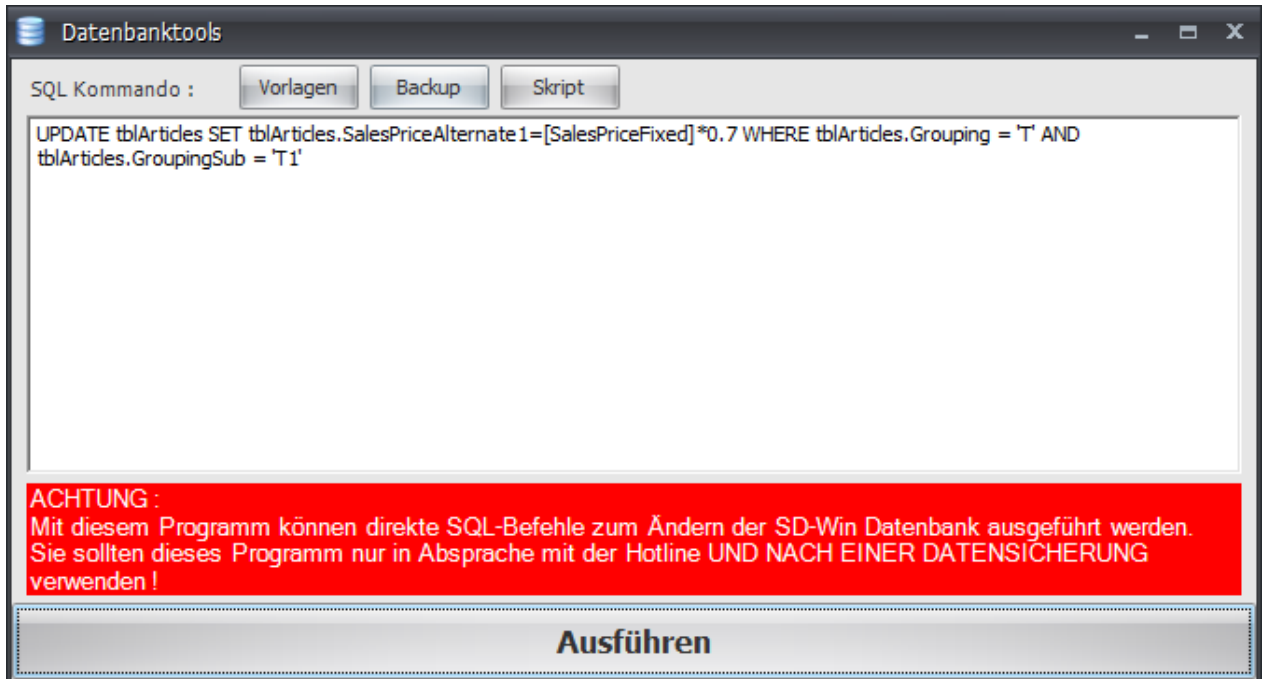 Datenbanktools
SQL Kommando :
Vorlagen
Backup
Skript
UPDATE tblArticles SET tblArticles.SalesPriceAlternate1=[SalesPriceFixed]*0.7 WHERE tblArticles.Grouping = 'T' AND
tblArticles.GroupingSub = 'T1'
ACHTUNG :
Mit diesem Programm können direkte SQL-Befehle zum Ändern der SD-Win Datenbank ausgeführt werden.
Sie sollten dieses Programm nur in Absprache mit der Hotline UND NACH EINER DATENSICHERUNG
verwenden !
Ausführen